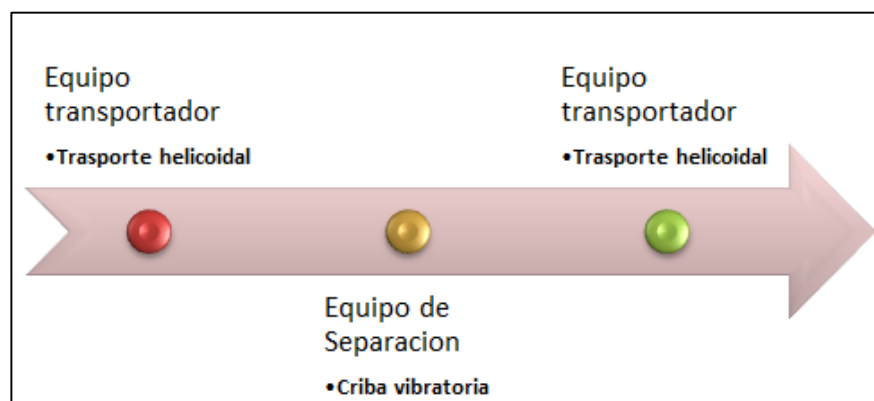 Equipo
transportador
•Trasporte helicoidal
Equipo de
Separacion
•Criba vibratoria
Equipo
transportador
•Trasporte helicoidal